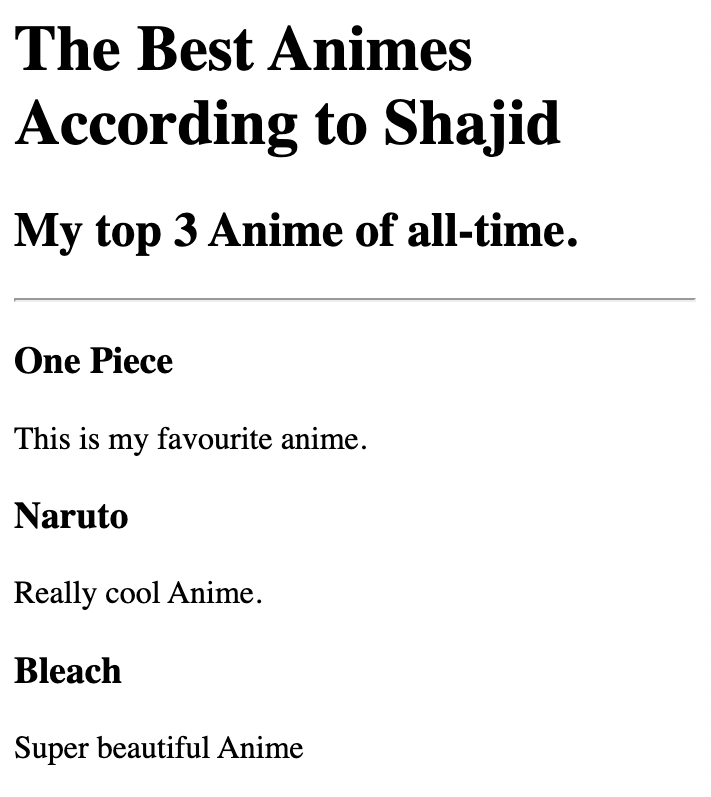 The Best Animes
According to Shajid
My top 3 Anime of all-time.
One Piece
This is my favourite anime.
Naruto
Really cool Anime.
Bleach
Super beautiful Anime